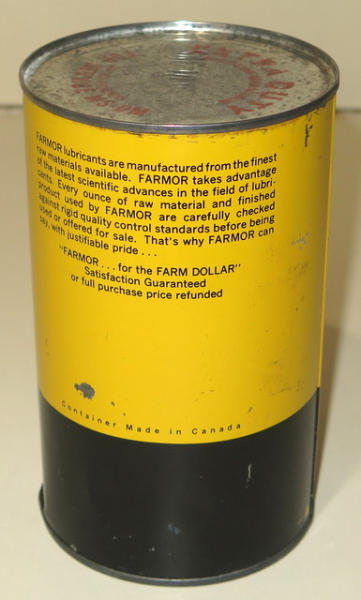 EXTRA DUTY
FARMOR lubricants are manufactured from the finest
raw materials available. FARMOR takes advantage
of the latest scientific advances in the field of lubri-
cants. Every ounce of raw material and finished
product used by FARMOR are carefully checked
against rigid quality control standards before being
used or offered for sale. That's why FARMOR can
say, with justifiable pride . . .
"FARMOR . . . for the FARM DOLLAR"
Satisfaction Guaranteed
or full purchase price refunded
Container Made in Canada